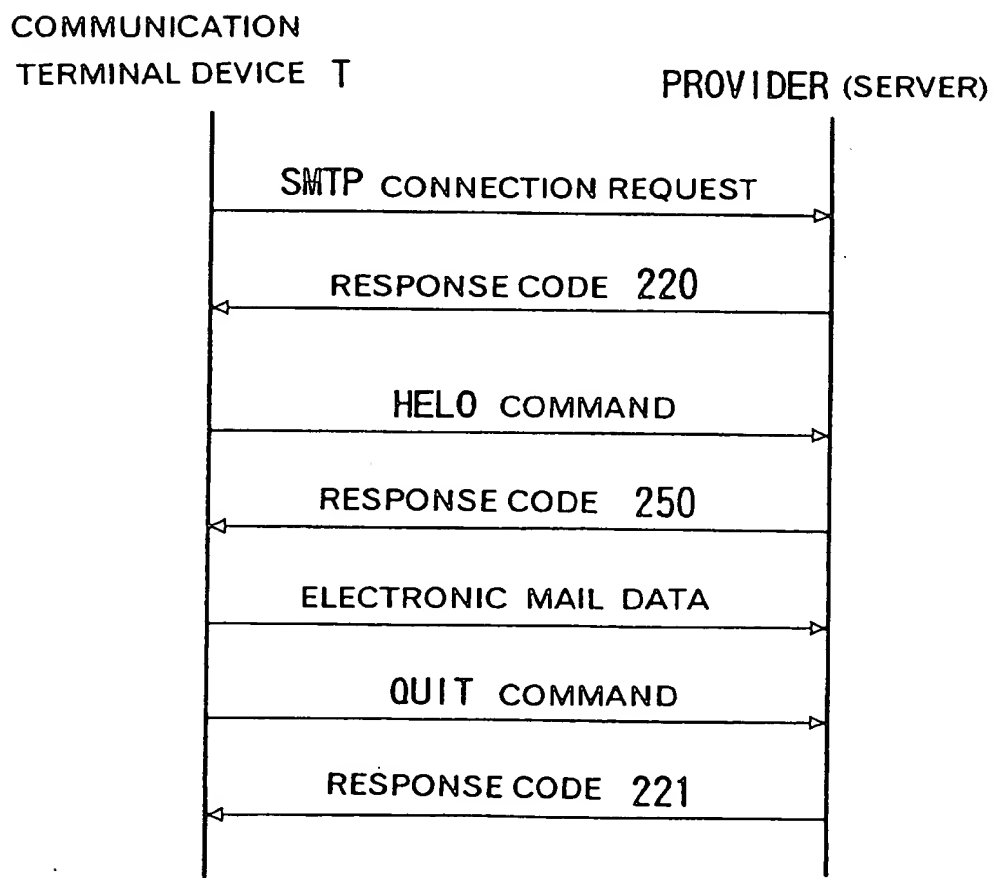 COMMUNICATION
TERMINAL DEVICE T
PROVIDER (SERVER)
SMTP CONNECTION REQUEST
RESPONSE CODE 220
HELO COMMAND
RESPONSE CODE 250
ELECTRONIC MAIL DATA
QUIT COMMAND
RESPONSE CODE 221